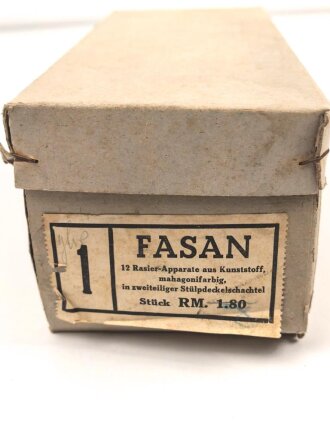 1
FASAN
12 Rasier-Apparate aus Kunststoff,
mahagonifarbig,
in zweiteiliger Stülpdeckelschachtel
Stück RM. 1.80